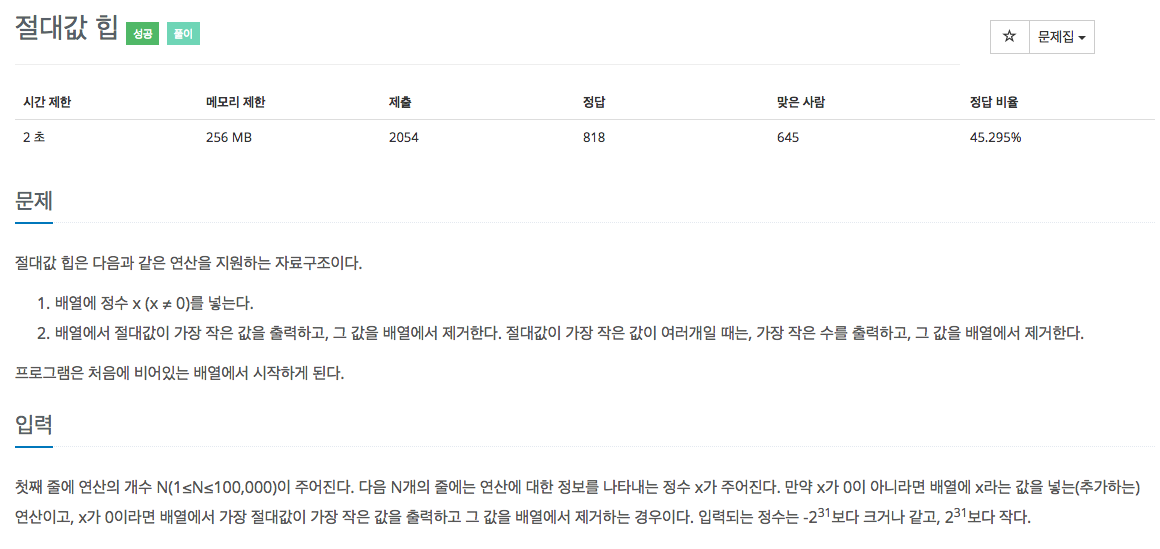 절대값 힙 성공 풀이
☆ 문제집
시간 제한 메모리 제한 제출 정답 맞은 사람 정답 비율
2 초 256 MB 2054 818 645 45.295%
문제
절대값 힙은 다음과 같은 연산을 지원하는 자료구조이다.
1. 배열에 정수 x (x ≠ 0)를 넣는다.
2. 배열에서 절대값이 가장 작은 값을 출력하고, 그 값을 배열에서 제거한다. 절대값이 가장 작은 값이 여러개일 때는, 가장 작은 수를 출력하고, 그 값을 배열에서 제거한다.
프로그램은 처음에 비어있는 배열에서 시작하게 된다.
입력
첫째 줄에 연산의 개수 N(1≤N≤100,000)이 주어진다. 다음 N개의 줄에는 연산에 대한 정보를 나타내는 정수 x가 주어진다. 만약 x가 0이 아니라면 배열에 x라는 값을 넣는(추가하는)
연산이고, x가 0이라면 배열에서 가장 절대값이 가장 작은 값을 출력하고 그 값을 배열에서 제거하는 경우이다. 입력되는 정수는 -2³¹보다 크거나 같고, 2³¹보다 작다.